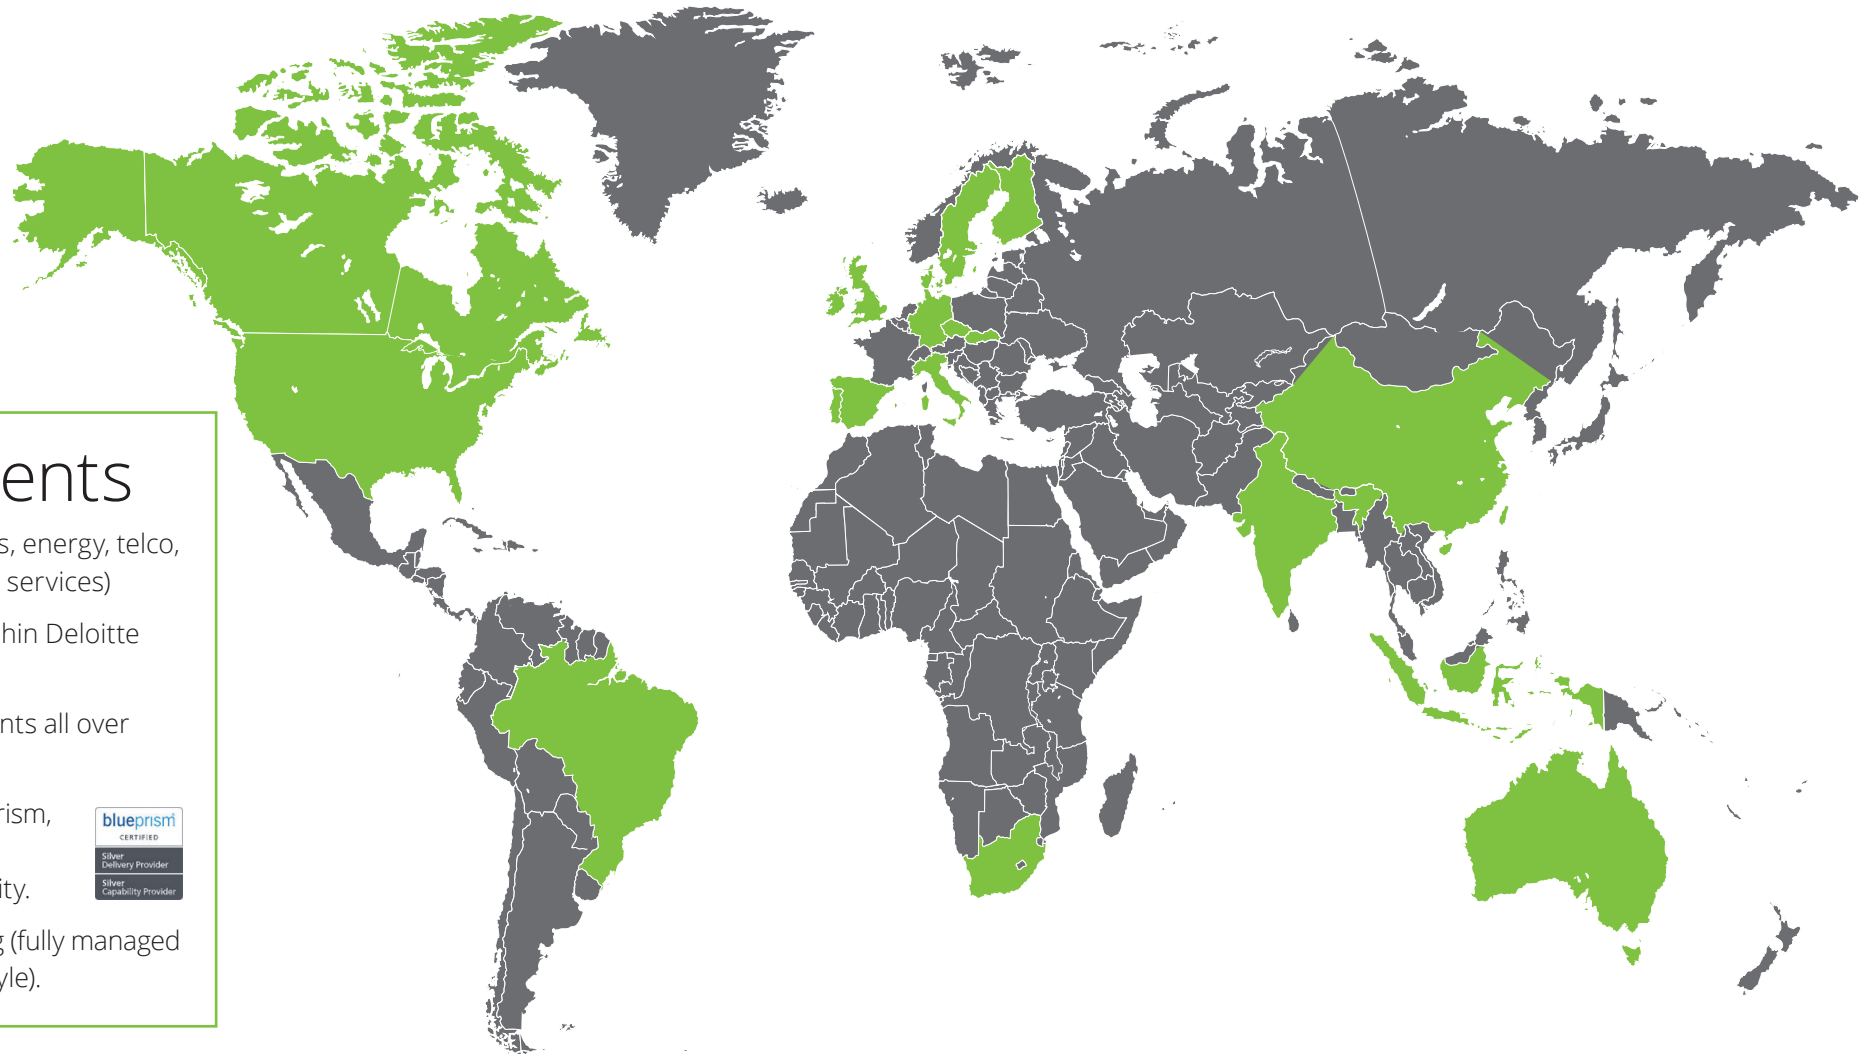 ents
s, energy, telco,
services)
hin Deloitte
nts all over
rism,
blueprism
CERTIFIED
Silver
Delivery Provider
Silver
Capability Provider
ity.
g (fully managed
yle).